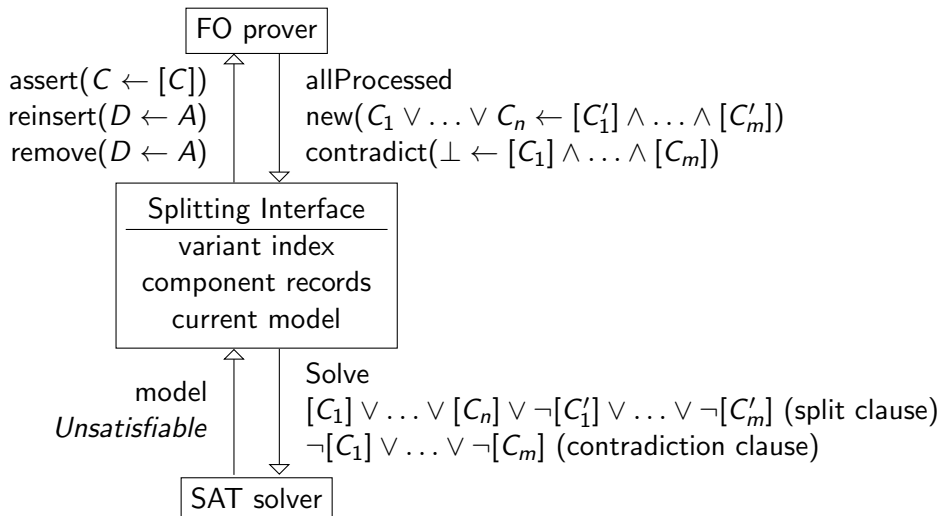 FO prover
assert(C ← [C])
reinsert(D ← A)
remove(D ← A)
allProcessed
new(C₁ ∨ … ∨ Cₙ ← [C′₁] ∧ … ∧ [C′ₘ])
contradict(⊥ ← [C₁] ∧ … ∧ [Cₘ])
Splitting Interface
variant index
component records
current model
model
Unsatisfiable
Solve
[C₁] ∨ … ∨ [Cₙ] ∨ ¬[C′₁] ∨ … ∨ ¬[C′ₘ] (split clause)
¬[C₁] ∨ … ∨ ¬[Cₘ] (contradiction clause)
SAT solver